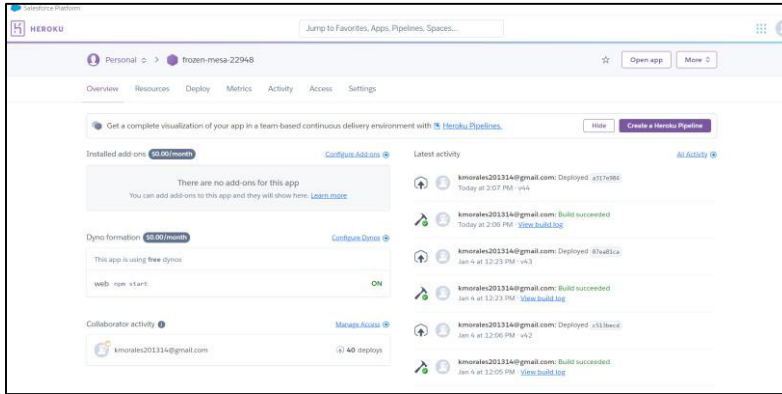 Salesforce Platform
HEROKU
Jump to Favorites, Apps, Pipelines, Spaces...
Personal > frozen-mesa-22948
Open app
More
Overview Resources Deploy Metrics Activity Access Settings
Get a complete visualization of your app in a team-based continuous delivery environment with Heroku Pipelines.
Hide
Create a Heroku Pipeline
Installed add-ons $0.00/month Configure Add-ons
There are no add-ons for this app
You can add add-ons to this app and they will show here. Learn more
Dyno formation $0.00/month Configure Dynos
This app is using free dynos
web npm start ON
Collaborator activity Manage Access
kmorales201314@gmail.com 40 deploys
Latest activity All Activity
kmorales201314@gmail.com: Deployed
Today at 2:07 PM · v44
kmorales201314@gmail.com: Build succeeded
Today at 2:06 PM · View build log
kmorales201314@gmail.com: Deployed
Jan 4 at 12:23 PM · v43
kmorales201314@gmail.com: Build succeeded
Jan 4 at 12:23 PM · View build log
kmorales201314@gmail.com: Deployed
Jan 4 at 12:06 PM · v42
kmorales201314@gmail.com: Build succeeded
Jan 4 at 12:05 PM · View build log